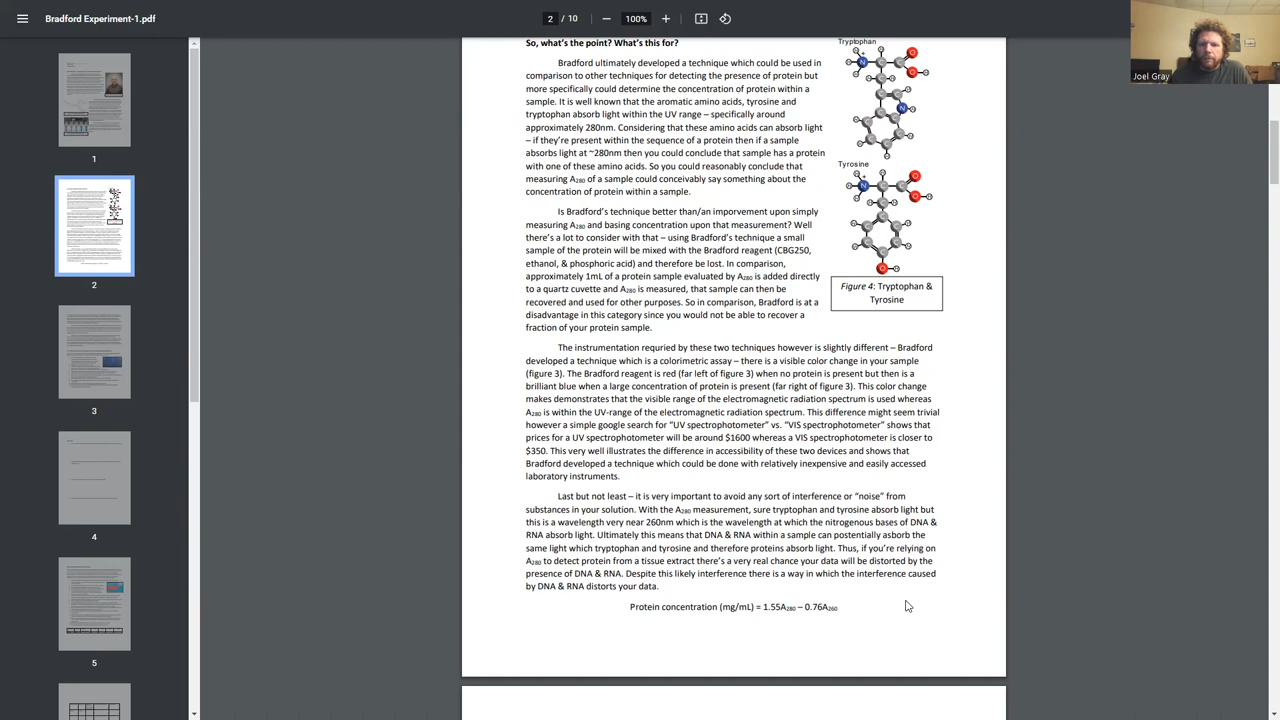 Bradford Experiment-1.pdf
2 / 10
100%
Joel Gray
1
2
3
4
5
So, what's the point? What's this for?
Bradford ultimately developed a technique which could be used in
comparison to other techniques for detecting the presence of protein but
more specifically could determine the concentration of protein within a
sample. It is well known that the aromatic amino acids, tyrosine and
tryptophan absorb light within the UV range – specifically around
approximately 280nm. Considering that these amino acids can absorb light
– if they're present within the sequence of a protein then if a sample
absorbs light at ~280nm then you could conclude that sample has a protein
with one of these amino acids. So you could reasonably conclude that
measuring A280 of a sample could conceivably say something about the
concentration of protein within a sample.
Is Bradford's technique better than/an imporvement upon simply
measuring A280 and basing concentration upon that measurement? Well
there's a lot to consider with that – using Bradford's technique a small
sample of the protein will be mixed with the Bradford reagent (CBG250,
ethanol, & phosphoric acid) and therefore be lost. In comparison,
approximately 1mL of a protein sample evaluated by A280 is added directly
to a quartz cuvette and A280 is measured, that sample can then be
recovered and used for other purposes. So in comparison, Bradford is at a
disadvantage in this category since you would not be able to recover a
fraction of your protein sample.
Tryptophan
Tyrosine
Figure 4: Tryptophan &
Tyrosine
The instrumentation requried by these two techniques however is slightly different – Bradford
developed a technique which is a colorimetric assay – there is a visible color change in your sample
(figure 3). The Bradford reagent is red (far left of figure 3) when no protein is present but then is a
brilliant blue when a large concentration of protein is present (far right of figure 3). This color change
makes demonstrates that the visible range of the electromagnetic radiation spectrum is used whereas
A280 is within the UV-range of the electromagnetic radiation spectrum. This difference might seem trivial
however a simple google search for "UV spectrophotometer" vs. "VIS spectrophotometer" shows that
prices for a UV spectrophotometer will be around $1600 whereas a VIS spectrophotometer is closer to
$350. This very well illustrates the difference in accessibility of these two devices and shows that
Bradford developed a technique which could be done with relatively inexpensive and easily accessed
laboratory instruments.
Last but not least – it is very important to avoid any sort of interference or "noise" from
substances in your solution. With the A280 measurement, sure tryptophan and tyrosine absorb light but
this is a wavelength very near 260nm which is the wavelength at which the nitrogenous bases of DNA &
RNA absorb light. Ultimately this means that DNA & RNA within a sample can postentially asborb the
same light which tryptophan and tyrosine and therefore proteins absorb light. Thus, if you're relying on
A280 to detect protein from a tissue extract there's a very real chance your data will be distorted by the
presence of DNA & RNA. Despite this likely interference there is a way in which the interference caused
by DNA & RNA distorts your data.
Protein concentration (mg/mL) = 1.55A280 – 0.76A260